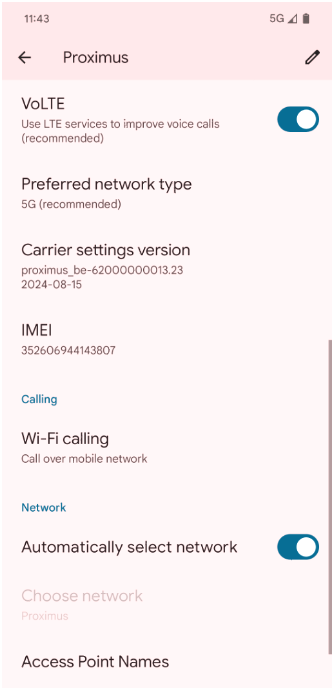 11:43 5G
Proximus
VoLTE
Use LTE services to improve voice calls
(recommended)
Preferred network type
5G (recommended)
Carrier settings version
proximus_be-62000000013.23
2024-08-15
IMEI
352606944143807
Calling
Wi-Fi calling
Call over mobile network
Network
Automatically select network
Choose network
Proximus
Access Point Names